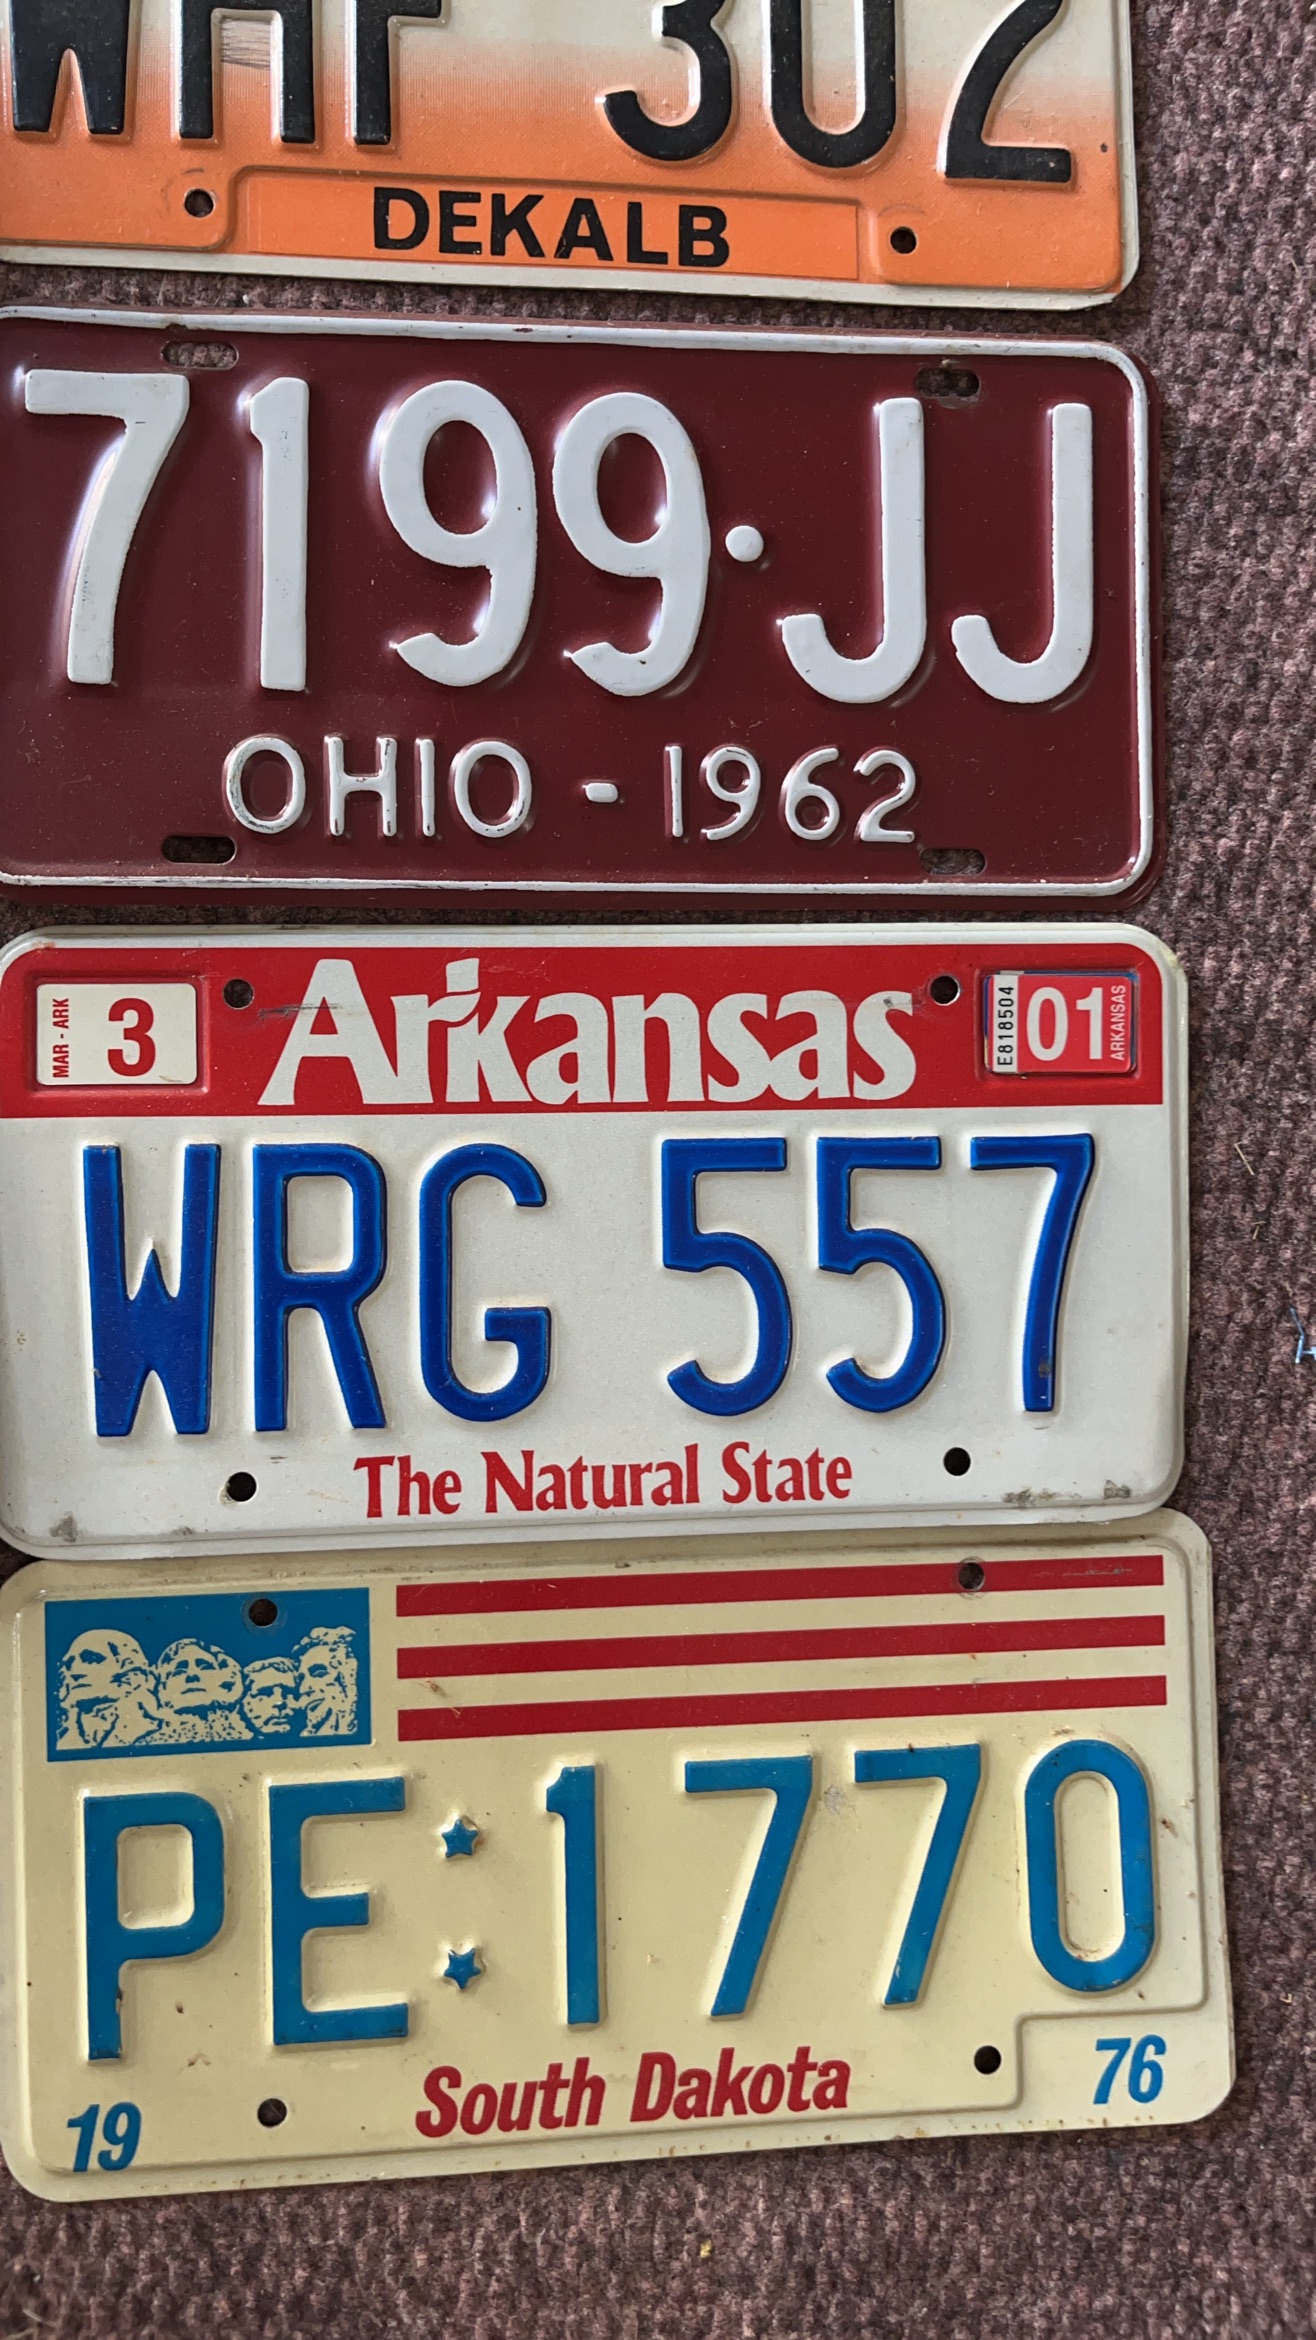 302
DEKALB
7199·JJ
OHIO - 1962
MAR - ARK
3
Arkansas
E818504
01
ARKANSAS
WRG 557
The Natural State
PE 1770
South Dakota
19
76